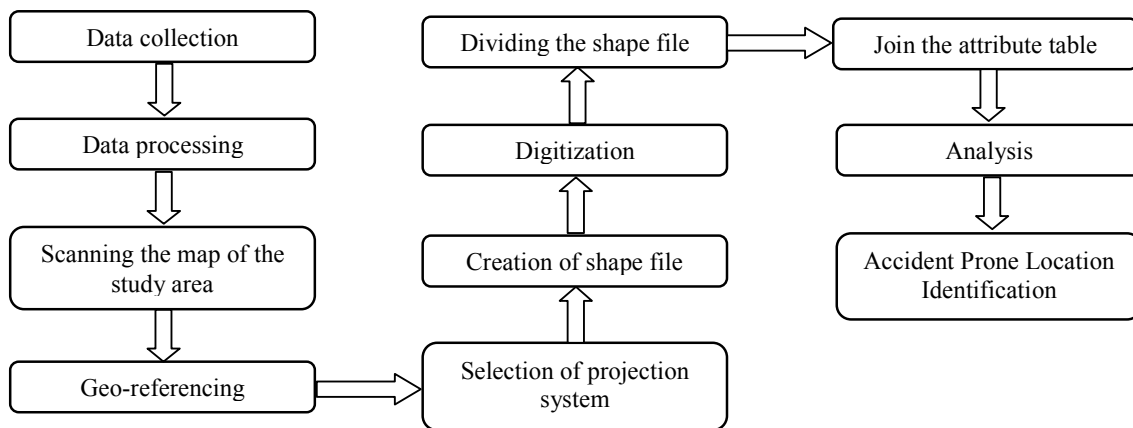 Data collection
Data processing
Scanning the map of the
study area
Geo-referencing
Selection of projection
system
Creation of shape file
Digitization
Dividing the shape file
Join the attribute table
Analysis
Accident Prone Location
Identification